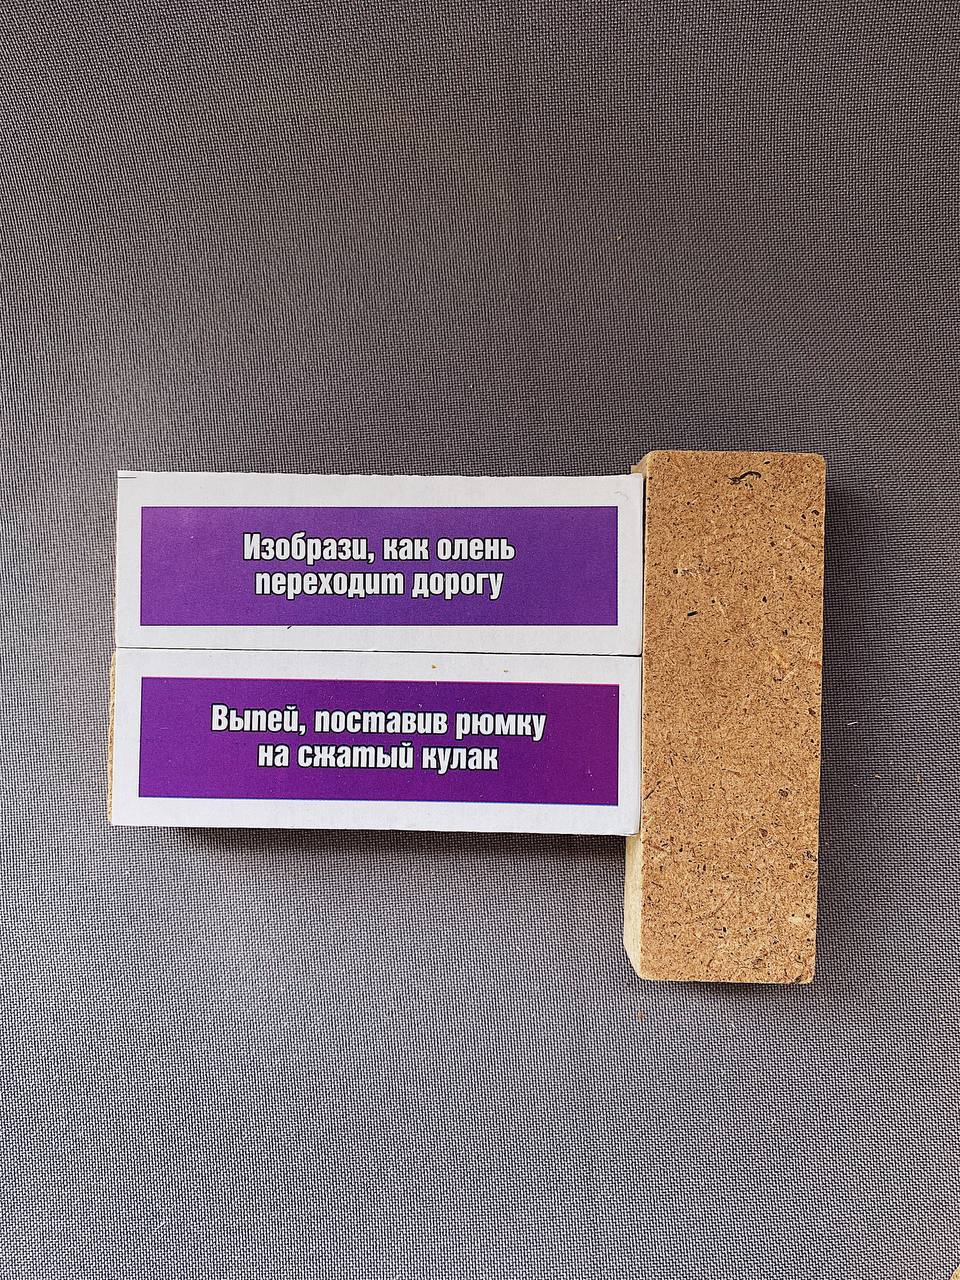 Изобрази, как олень
переходит дорогу
Выпей, поставив рюмку
на сжатый кулак